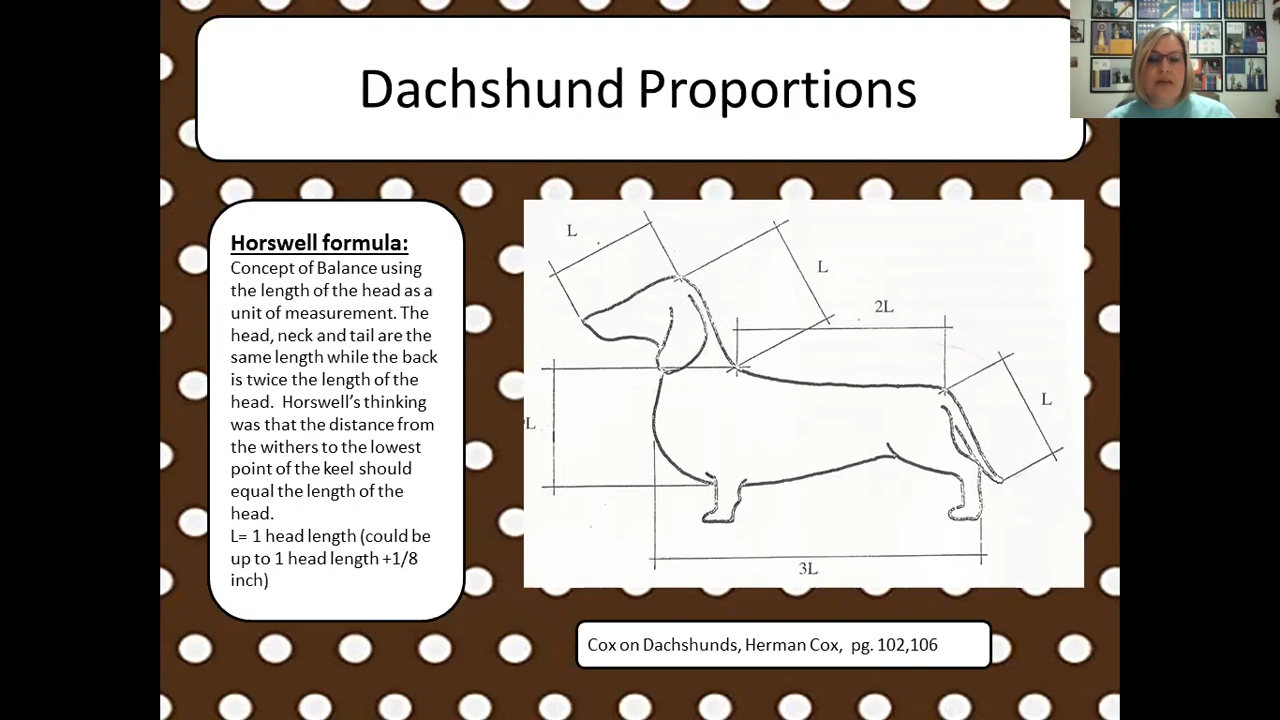 Dachshund Proportions
Horswell formula:
Concept of Balance using
the length of the head as a
unit of measurement. The
head, neck and tail are the
same length while the back
is twice the length of the
head. Horswell's thinking
was that the distance from
the withers to the lowest
point of the keel should
equal the length of the
head.
L= 1 head length (could be
up to 1 head length +1/8
inch)
L
L
2L
L
L
3L
Cox on Dachshunds, Herman Cox, pg. 102,106